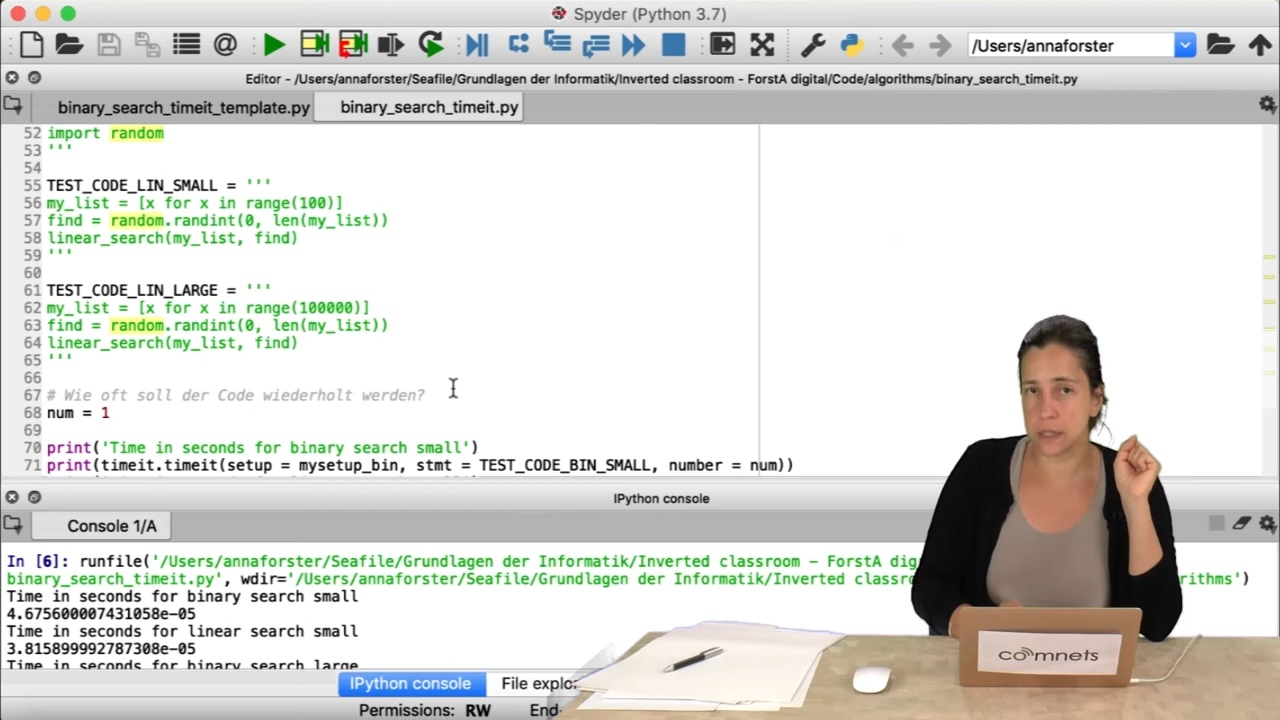 Spyder (Python 3.7)
/Users/annaforster
Editor - /Users/annaforster/Seafile/Grundlagen der Informatik/Inverted classroom - ForstA digital/Code/algorithms/binary_search_timeit.py
binary_search_timeit_template.py
binary_search_timeit.py
52 import random
53 '''
54
55 TEST_CODE_LIN_SMALL = '''
56 my_list = [x for x in range(100)]
57 find = random.randint(0, len(my_list))
58 linear_search(my_list, find)
59 '''
60
61 TEST_CODE_LIN_LARGE = '''
62 my_list = [x for x in range(100000)]
63 find = random.randint(0, len(my_list))
64 linear_search(my_list, find)
65 '''
66
67 # Wie oft soll der Code wiederholt werden?
68 num = 1
69
70 print('Time in seconds for binary search small')
71 print(timeit.timeit(setup = mysetup_bin, stmt = TEST_CODE_BIN_SMALL, number = num))
IPython console
Console 1/A
In [6]: runfile('/Users/annaforster/Seafile/Grundlagen der Informatik/Inverted classroom - ForstA dig
binary_search_timeit.py', wdir='/Users/annaforster/Seafile/Grundlagen der Informatik/Inverted classro rithms')
Time in seconds for binary search small
4.675600007431058e-05
Time in seconds for linear search small
3.815899992787308e-05
Time in seconds for binary search large
IPython console
File explo
Permissions: RW
End-
comnets